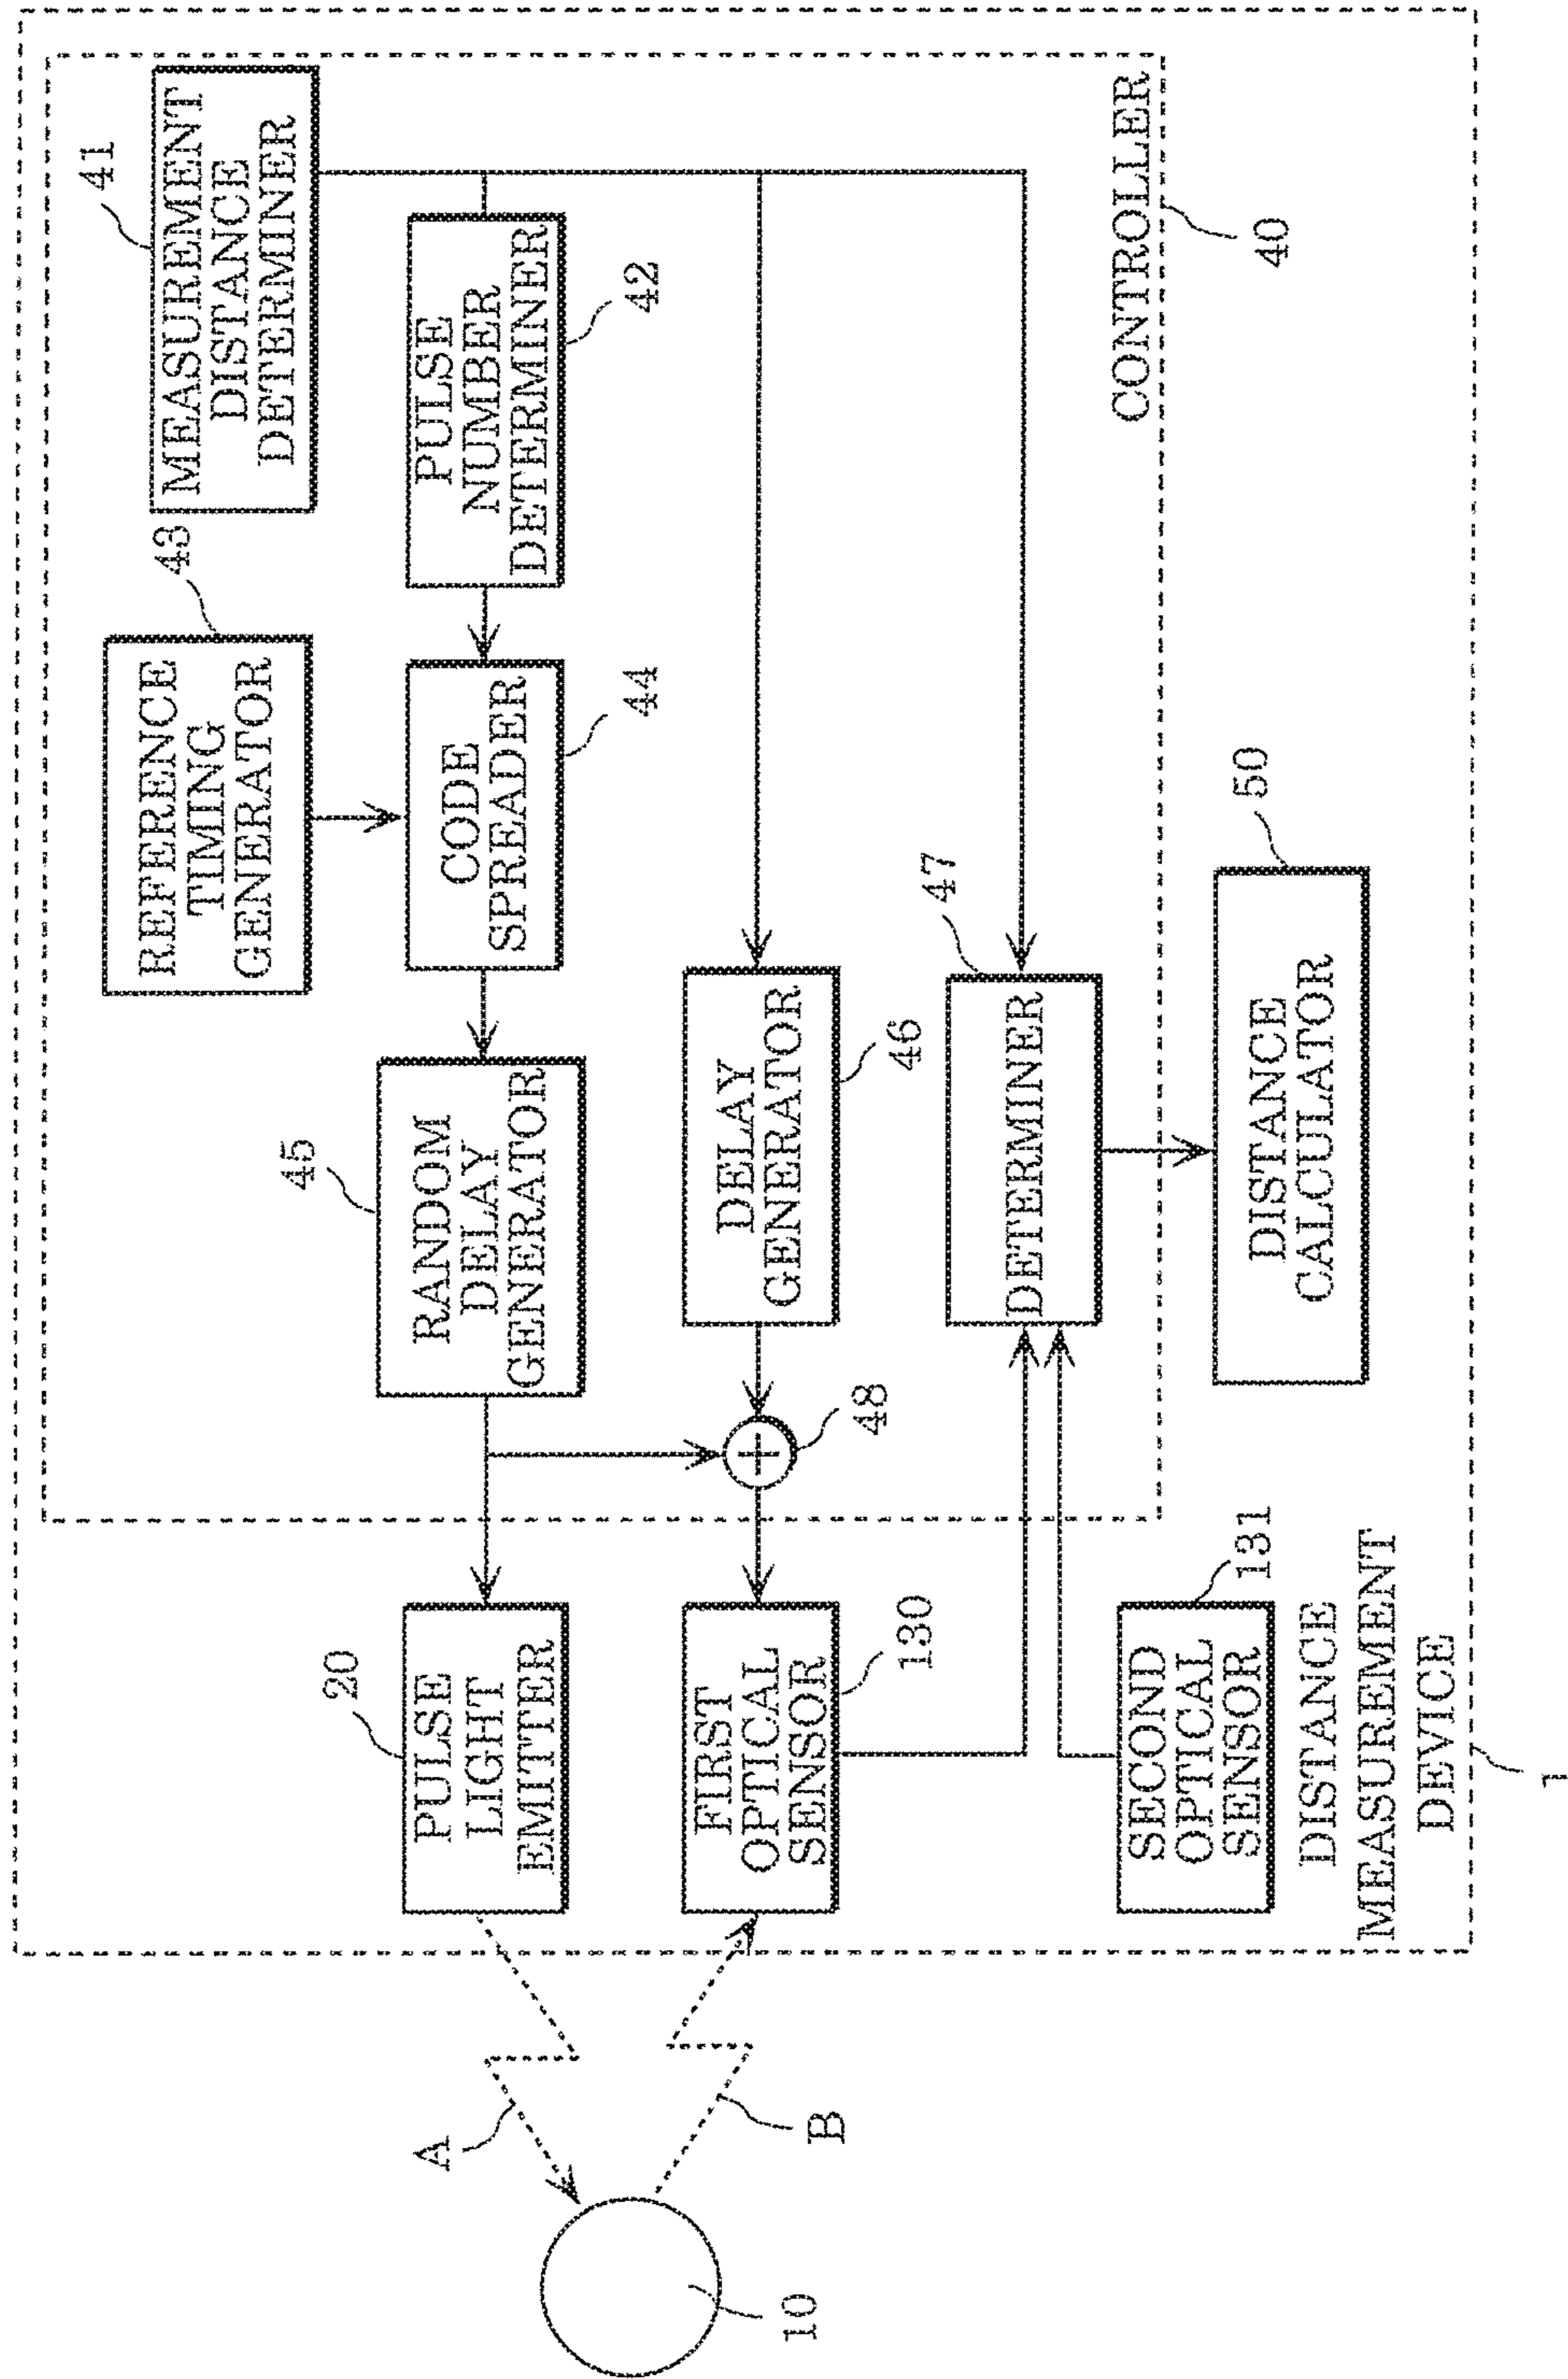 41
MEASUREMENT
DISTANCE
DETERMINER
43
REFERENCE
TIMING
GENERATOR
PULSE
NUMBER
DETERMINER
42
CODE
SPREADER
44
45
RANDOM
DELAY
GENERATOR
DELAY
GENERATOR
46
47
DETERMINER
48
CONTROLLER
40
50
DISTANCE
CALCULATOR
20
PULSE
LIGHT
EMITTER
FIRST
OPTICAL
SENSOR
130
SECOND
OPTICAL
SENSOR
131
DISTANCE
MEASUREMENT
DEVICE
1
A
B
10